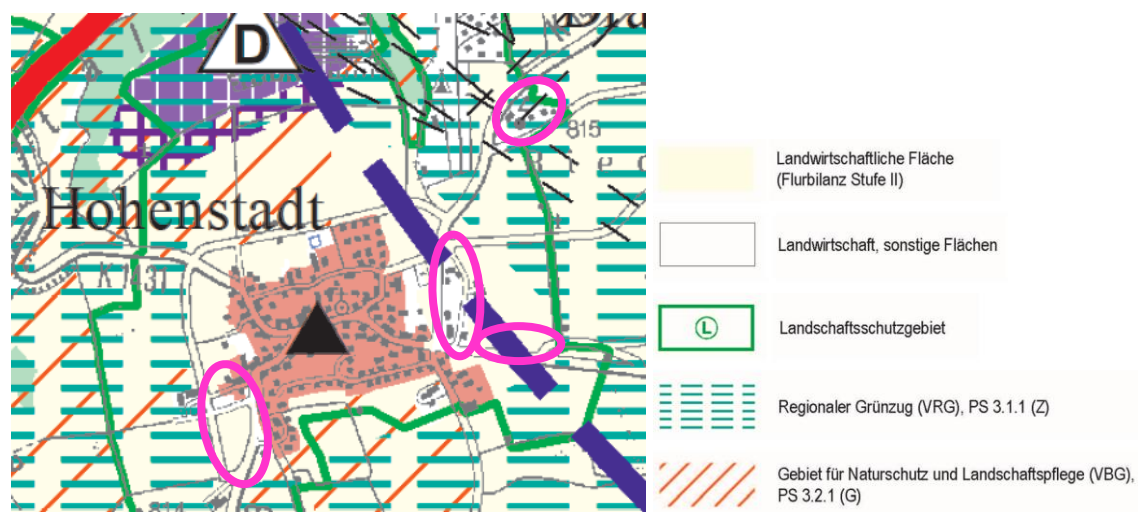 D
815
Hohenstadt
K 1431
Landwirtschaftliche Fläche
(Flurbilanz Stufe II)
Landwirtschaft, sonstige Flächen
L
Landschaftsschutzgebiet
Regionaler Grünzug (VRG), PS 3.1.1 (Z)
Gebiet für Naturschutz und Landschaftspflege (VBG),
PS 3.2.1 (G)